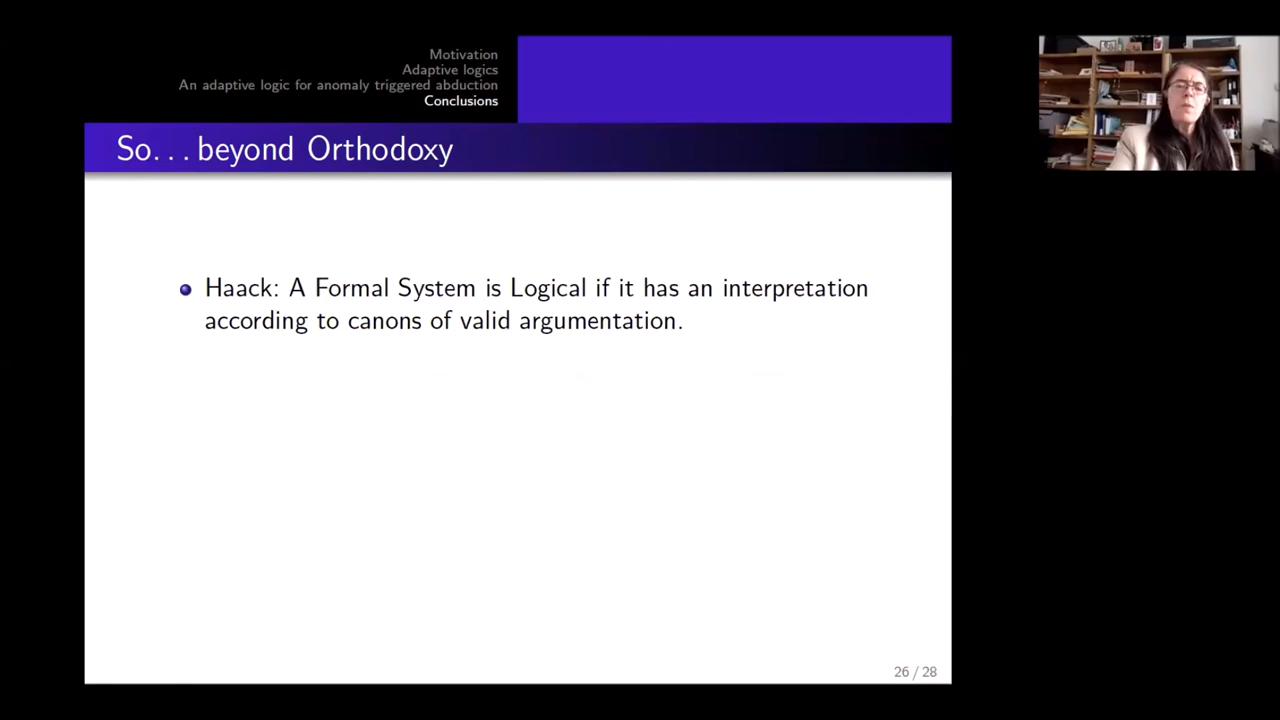 Motivation
Adaptive logics
An adaptive logic for anomaly triggered abduction
Conclusions
So...beyond Orthodoxy
Haack: A Formal System is Logical if it has an interpretation
according to canons of valid argumentation.
26 / 28